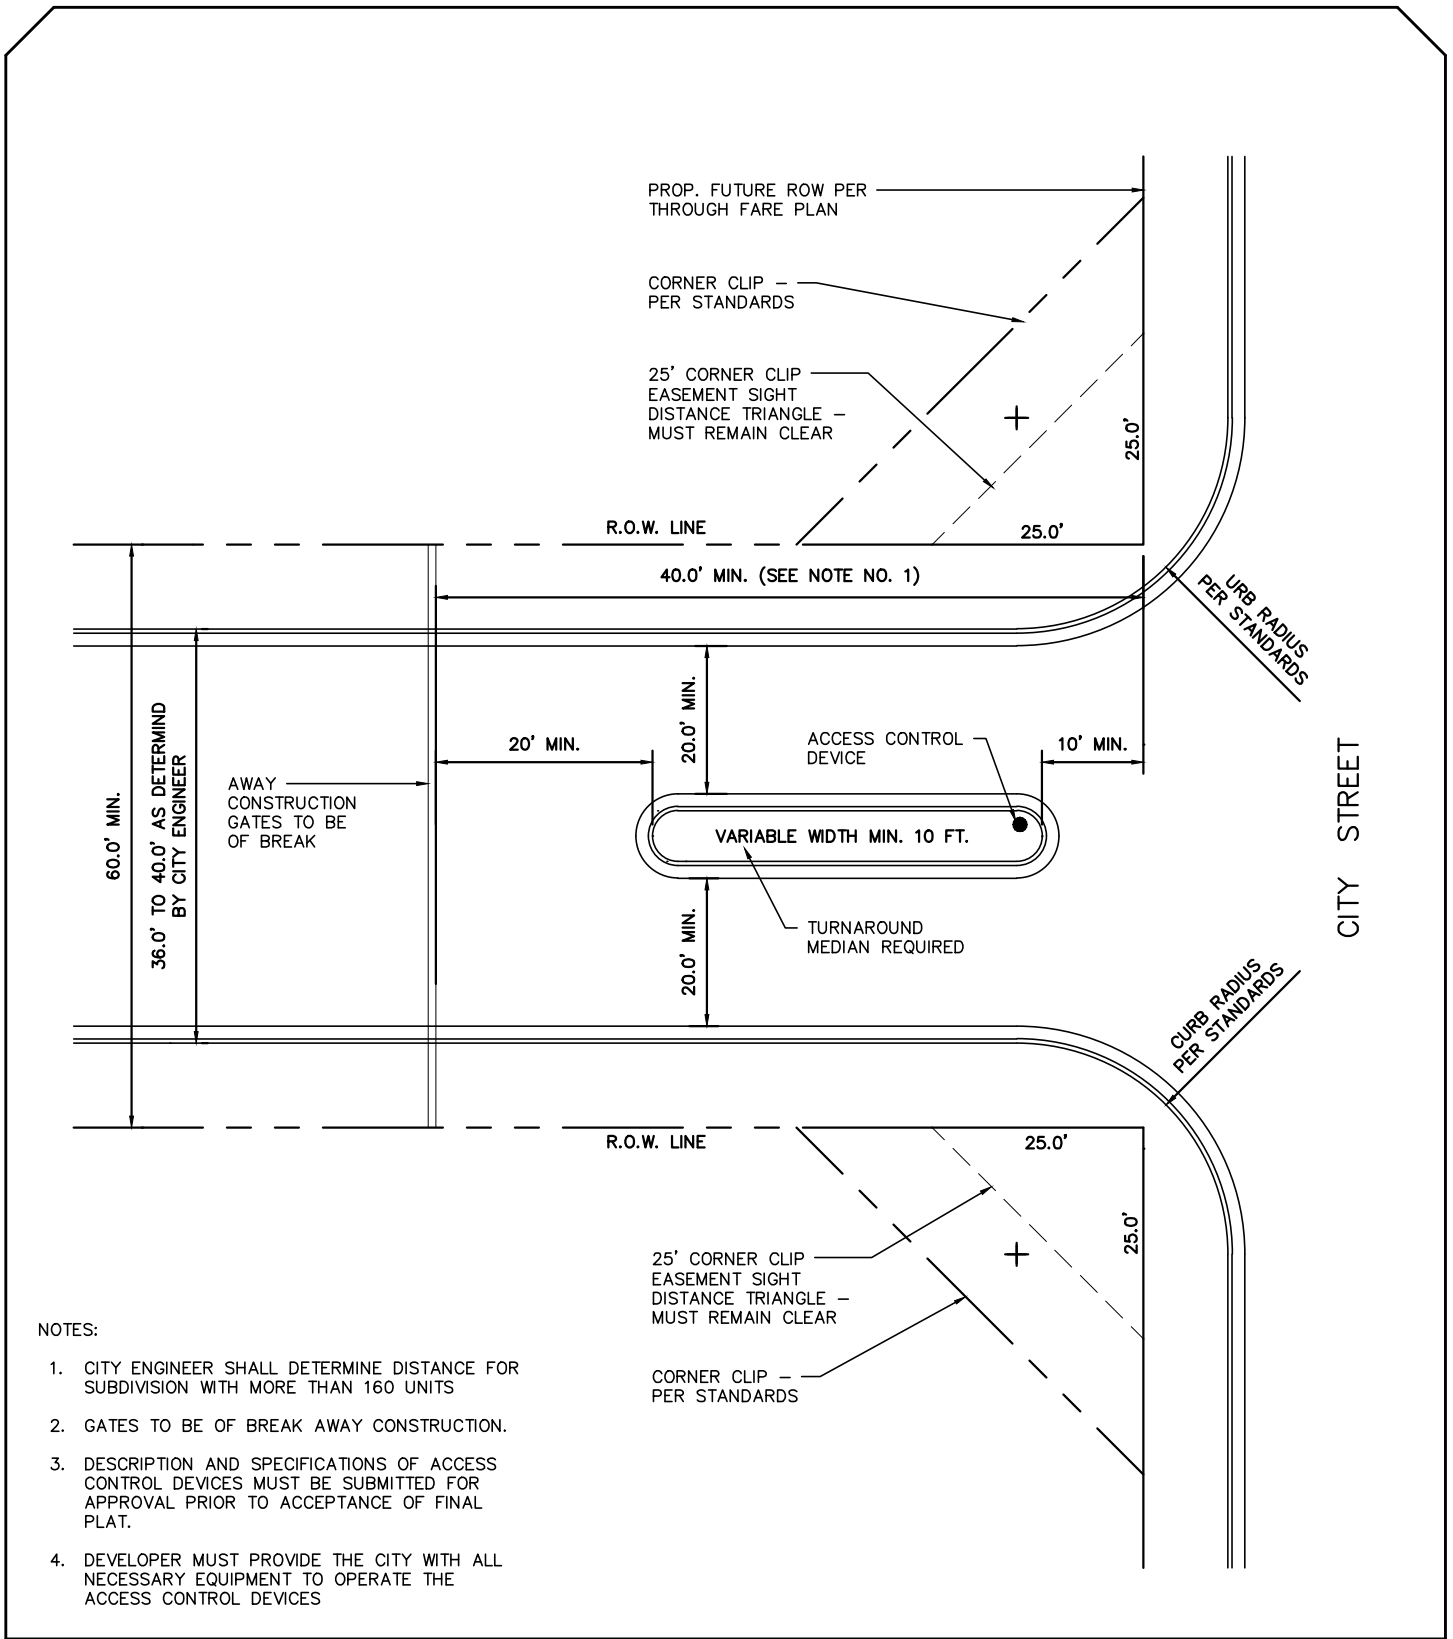 PROP. FUTURE ROW PER
THROUGH FARE PLAN
CORNER CLIP –
PER STANDARDS
25' CORNER CLIP
EASEMENT SIGHT
DISTANCE TRIANGLE –
MUST REMAIN CLEAR
25.0'
R.O.W. LINE
25.0'
40.0' MIN. (SEE NOTE NO. 1)
URB RADIUS
PER STANDARDS
60.0' MIN.
36.0' TO 40.0' AS DETERMIND
BY CITY ENGINEER
AWAY
CONSTRUCTION
GATES TO BE
OF BREAK
20' MIN.
20.0' MIN.
ACCESS CONTROL
DEVICE
10' MIN.
VARIABLE WIDTH MIN. 10 FT.
CITY STREET
20.0' MIN.
TURNAROUND
MEDIAN REQUIRED
CURB RADIUS
PER STANDARDS
R.O.W. LINE
25.0'
25.0'
25' CORNER CLIP
EASEMENT SIGHT
DISTANCE TRIANGLE –
MUST REMAIN CLEAR
CORNER CLIP –
PER STANDARDS
NOTES:
1. CITY ENGINEER SHALL DETERMINE DISTANCE FOR
SUBDIVISION WITH MORE THAN 160 UNITS
2. GATES TO BE OF BREAK AWAY CONSTRUCTION.
3. DESCRIPTION AND SPECIFICATIONS OF ACCESS
CONTROL DEVICES MUST BE SUBMITTED FOR
APPROVAL PRIOR TO ACCEPTANCE OF FINAL
PLAT.
4. DEVELOPER MUST PROVIDE THE CITY WITH ALL
NECESSARY EQUIPMENT TO OPERATE THE
ACCESS CONTROL DEVICES